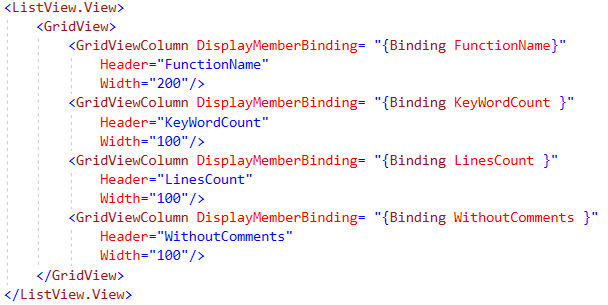 <ListView.View>
<GridView>
<GridViewColumn DisplayMemberBinding= "{Binding FunctionName}"
Header="FunctionName"
Width="200"/>
<GridViewColumn DisplayMemberBinding= "{Binding KeyWordCount }"
Header="KeyWordCount"
Width="100"/>
<GridViewColumn DisplayMemberBinding= "{Binding LinesCount }"
Header="LinesCount"
Width="100"/>
<GridViewColumn DisplayMemberBinding= "{Binding WithoutComments }"
Header="WithoutComments"
Width="100"/>
</GridView>
</ListView.View>